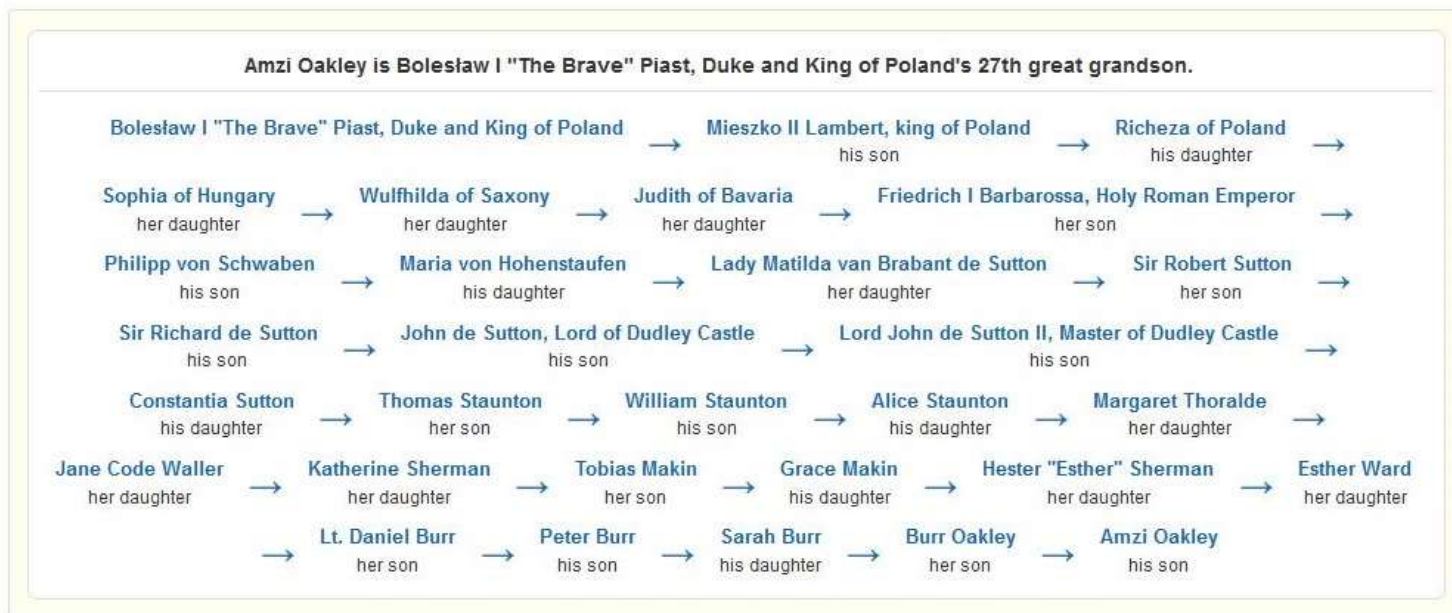 Amzi Oakley is Bolesław I "The Brave" Piast, Duke and King of Poland's 27th great grandson.
Bolesław I "The Brave" Piast, Duke and King of Poland → Mieszko II Lambert, king of Poland → Richeza of Poland →
his son his daughter
Sophia of Hungary → Wulfhilda of Saxony → Judith of Bavaria → Friedrich I Barbarossa, Holy Roman Emperor →
her daughter her daughter her daughter her son
Philipp von Schwaben → Maria von Hohenstaufen → Lady Matilda van Brabant de Sutton → Sir Robert Sutton →
his son his daughter her daughter her son
Sir Richard de Sutton → John de Sutton, Lord of Dudley Castle → Lord John de Sutton II, Master of Dudley Castle →
his son his son his son
Constantia Sutton → Thomas Staunton → William Staunton → Alice Staunton → Margaret Thoralde →
his daughter her son his son his daughter her daughter
Jane Code Waller → Katherine Sherman → Tobias Makin → Grace Makin → Hester "Esther" Sherman → Esther Ward
her daughter her daughter her son his daughter her daughter her daughter
→ Lt. Daniel Burr → Peter Burr → Sarah Burr → Burr Oakley → Amzi Oakley
her son his son his daughter her son his son